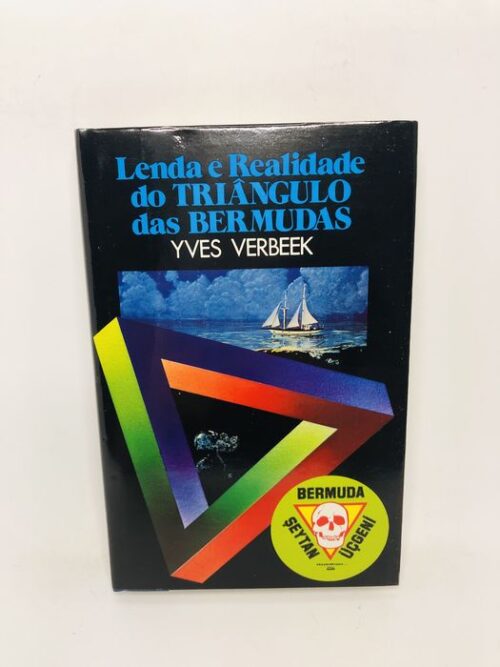 Lenda e Realidade
do TRIÂNGULO
das BERMUDAS
YVES VERBEEK
BERMUDA
ŞEYTAN
ÜÇGENİ